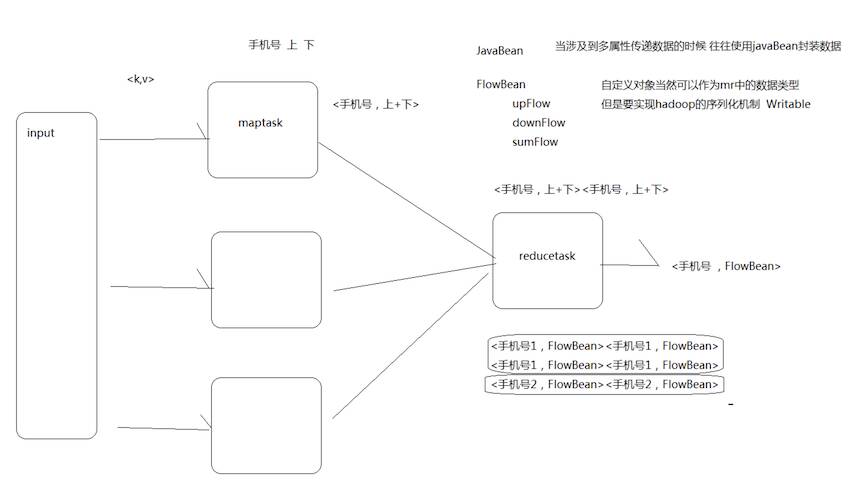 手机号 上 下
JavaBean 当涉及到多属性传递数据的时候 往往使用javaBean封装数据
<k,v>
FlowBean 自定义对象当然可以作为mr中的数据类型
upFlow 但是要实现hadoop的序列化机制 Writable
downFlow
sumFlow
<手机号，上+下>
input
maptask
<手机号，上+下><手机号，上+下>
reducetask
<手机号 ，FlowBean>
<手机号1，FlowBean><手机号1，FlowBean>
<手机号1，FlowBean><手机号1，FlowBean>
<手机号2，FlowBean><手机号2，FlowBean>